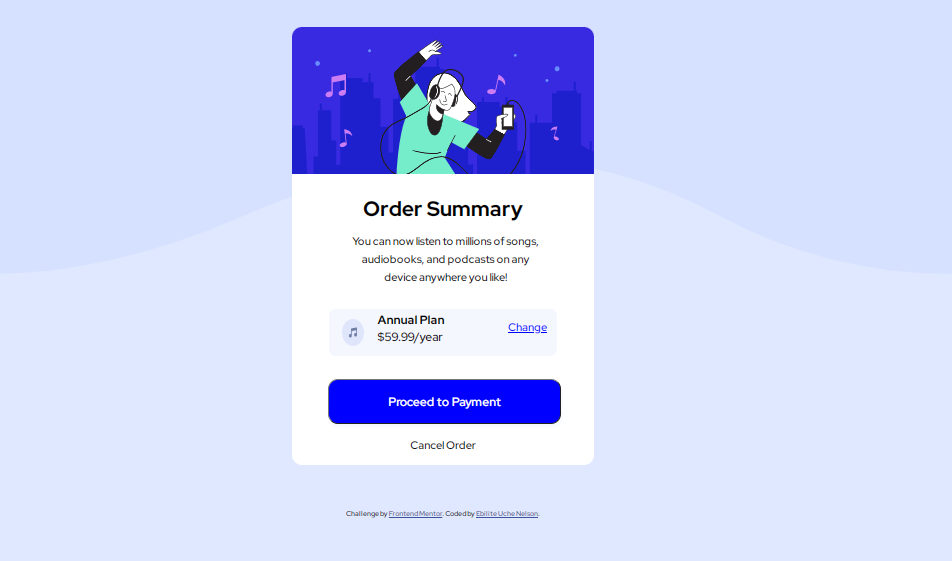 Order Summary
You can now listen to millions of songs,
audiobooks, and podcasts on any
device anywhere you like!
Annual Plan
$59.99/year
Change
Proceed to Payment
Cancel Order
Challenge by Frontend Mentor. Coded by Ebilite Uche Nelson.